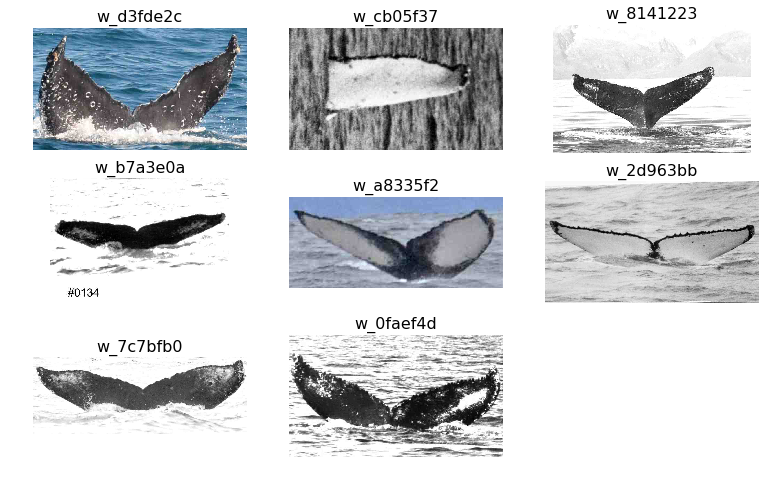 w_d3fde2c
w_cb05f37
w_8141223
w_b7a3e0a
w_a8335f2
w_2d963bb
#0134
w_7c7bfb0
w_0faef4d